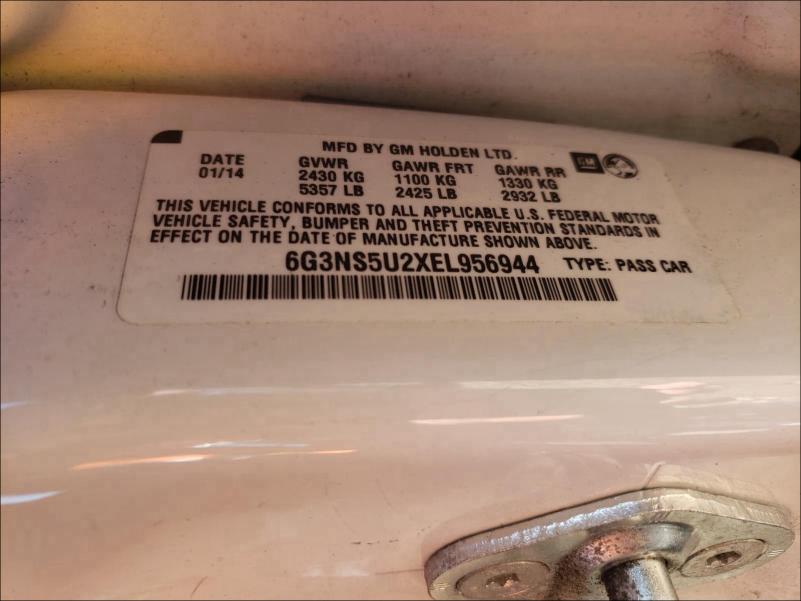 MFD BY GM HOLDEN LTD.
DATE GVWR GAWR FRT GAWR RR GM
01/14 2430 KG 1100 KG 1330 KG
5357 LB 2425 LB 2932 LB
THIS VEHICLE CONFORMS TO ALL APPLICABLE U.S. FEDERAL MOTOR
VEHICLE SAFETY, BUMPER AND THEFT PREVENTION STANDARDS IN
EFFECT ON THE DATE OF MANUFACTURE SHOWN ABOVE.
6G3NS5U2XEL956944 TYPE: PASS CAR